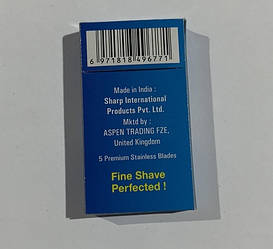 6 971818 496771
Made in India :
Sharp International
Products Pvt. Ltd.
Mktd by :
ASPEN TRADING FZE,
United Kingdom
5 Premium Stainless Blades
Fine Shave
Perfected !